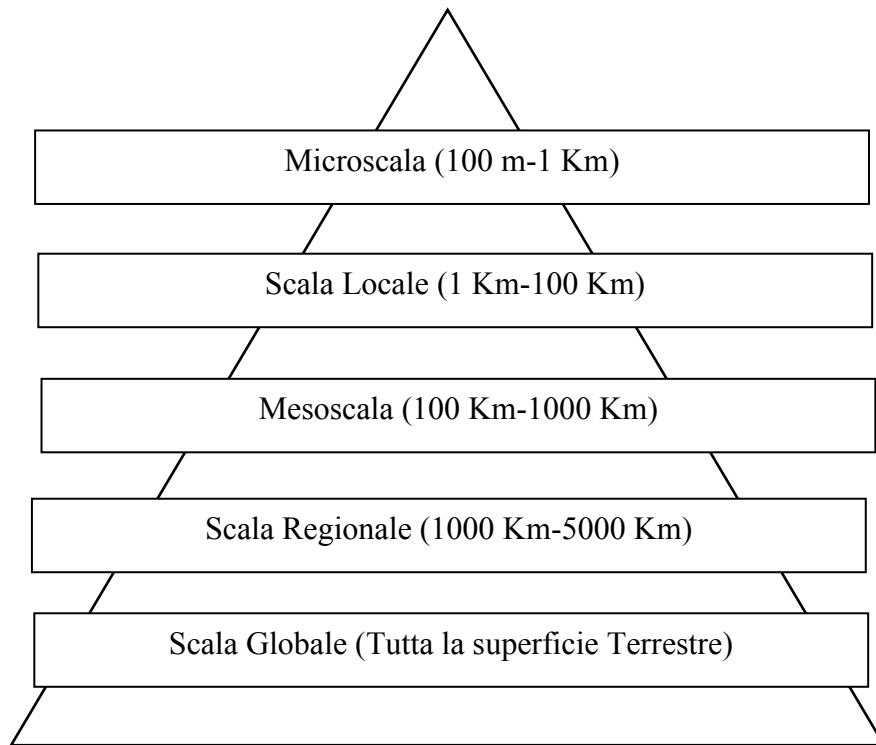 Microscala (100 m-1 Km)
Scala Locale (1 Km-100 Km)
Mesoscala (100 Km-1000 Km)
Scala Regionale (1000 Km-5000 Km)
Scala Globale (Tutta la superficie Terrestre)